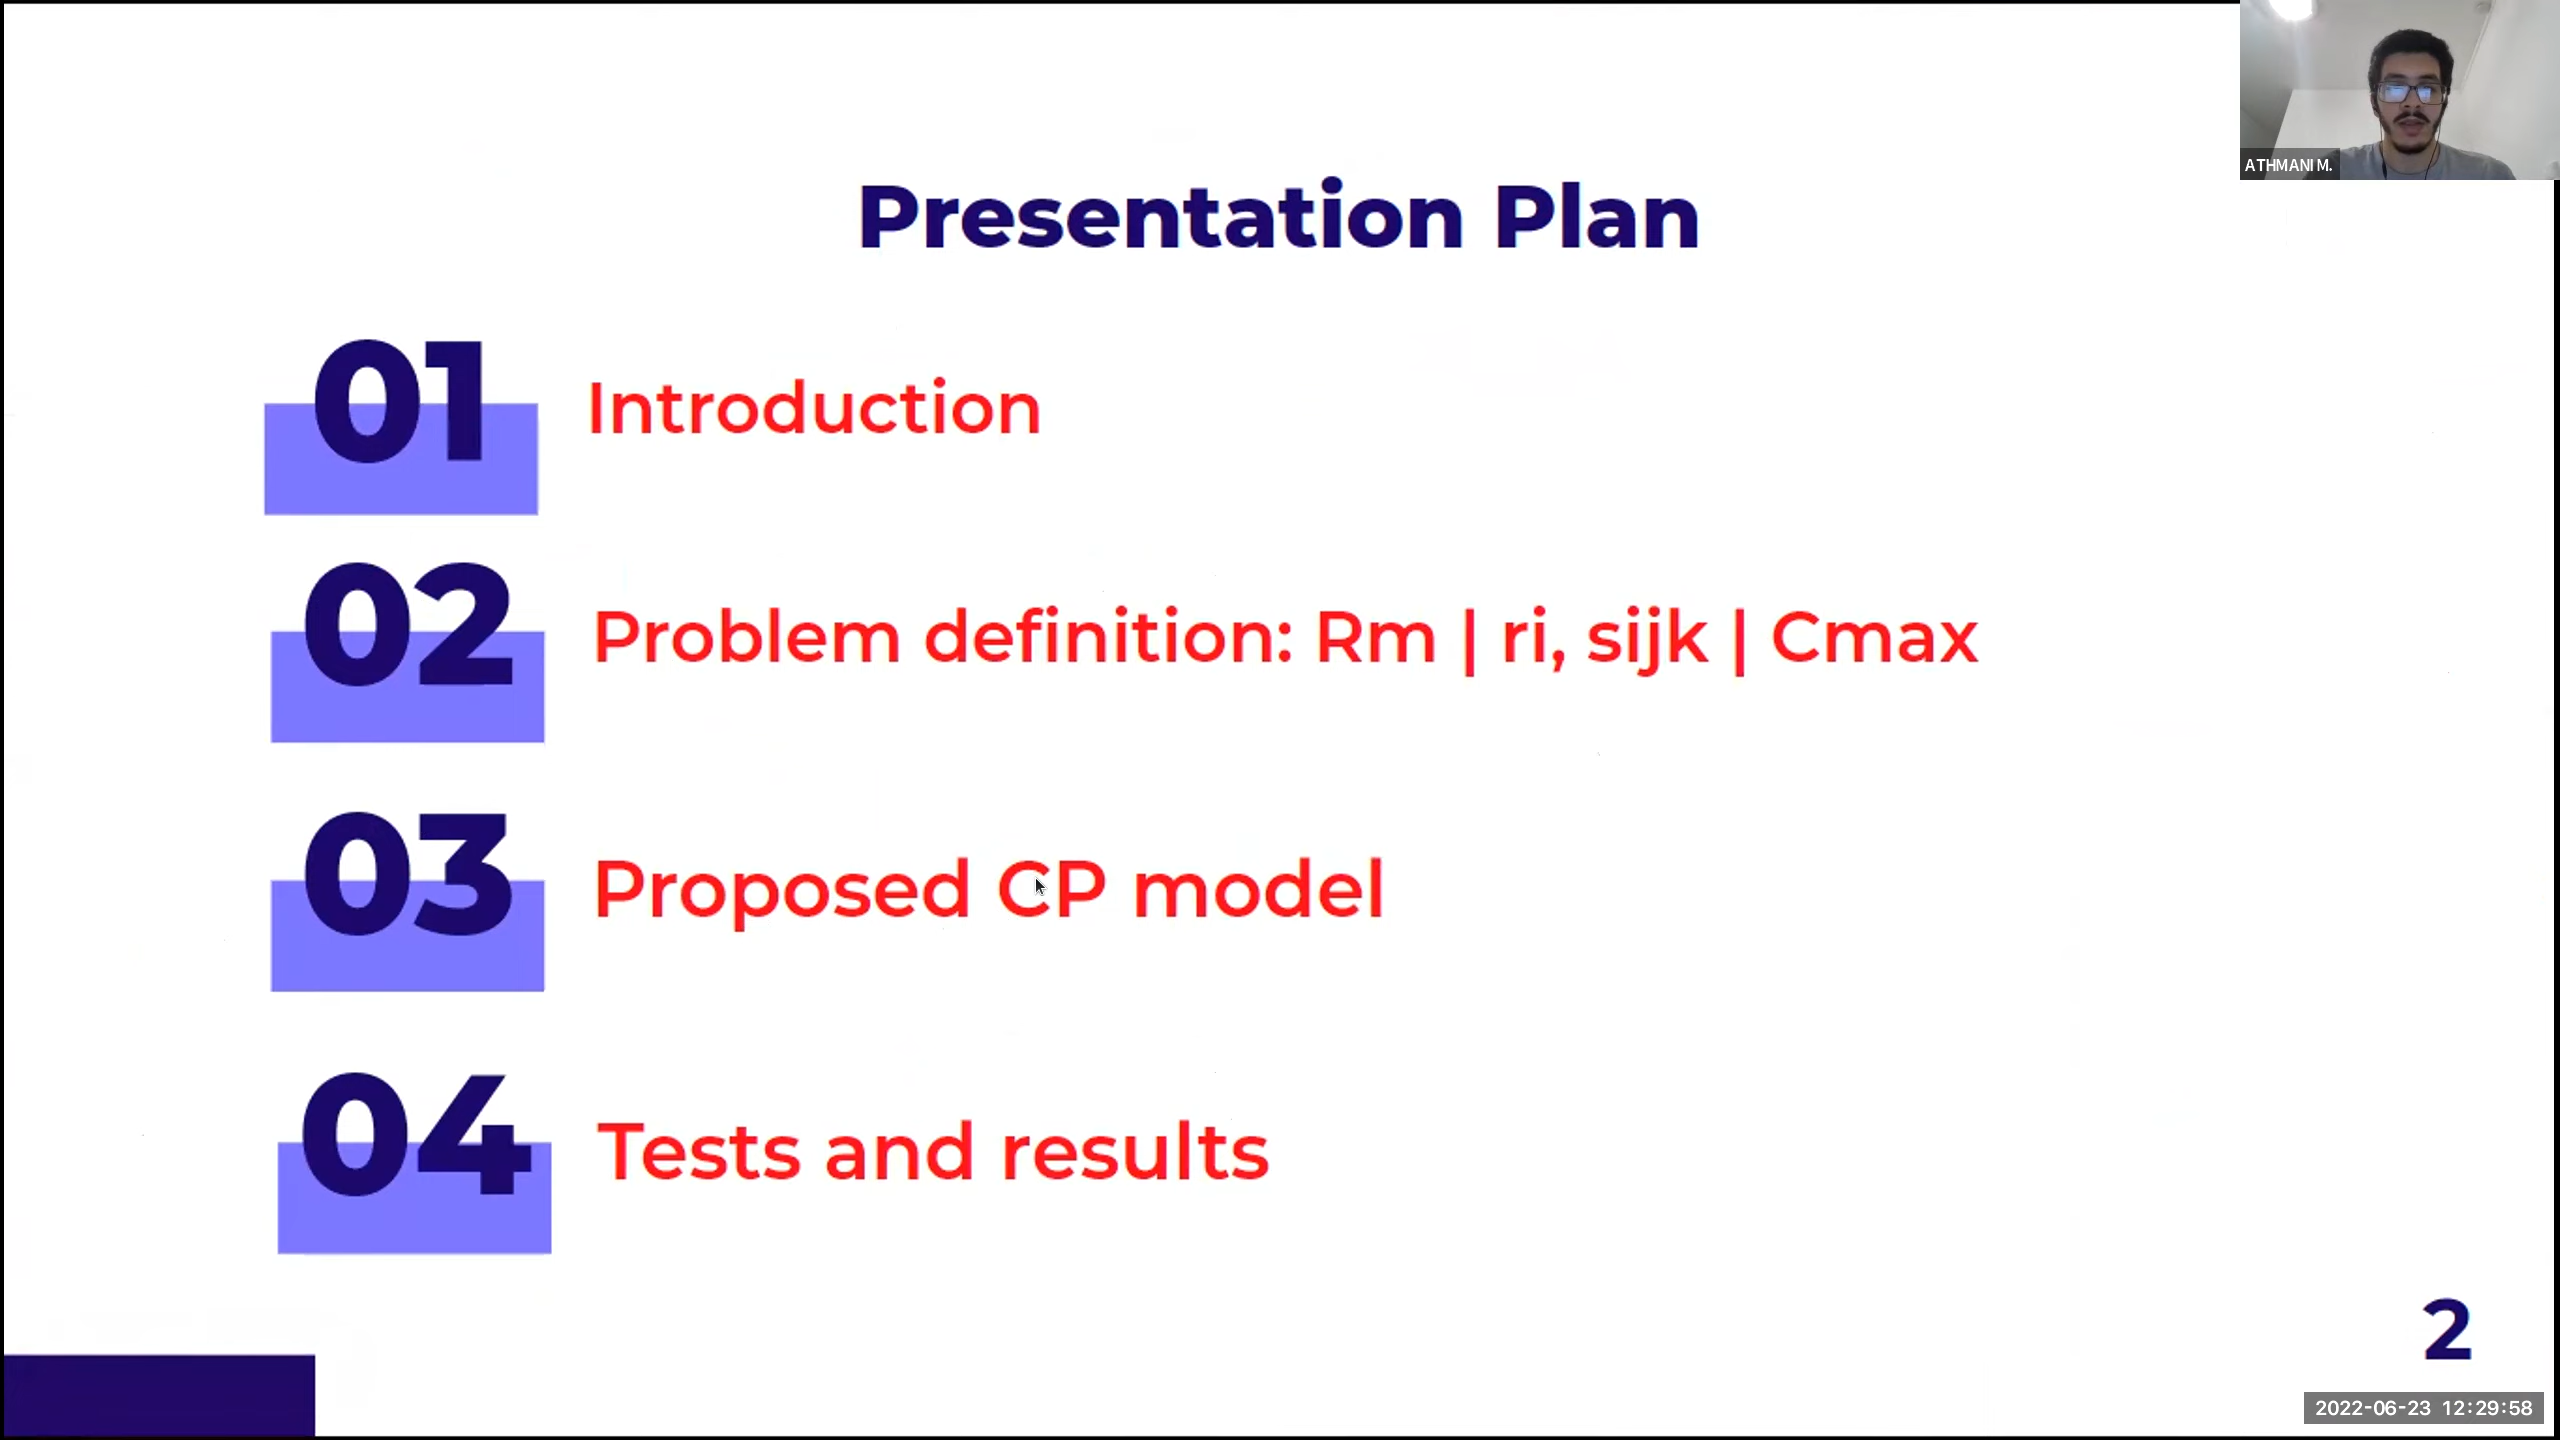 ATHMANI M.
Presentation Plan
01 Introduction
02 Problem definition: Rm | ri, sijk | Cmax
03 Proposed CP model
04 Tests and results
2
2022-06-23 12:29:58